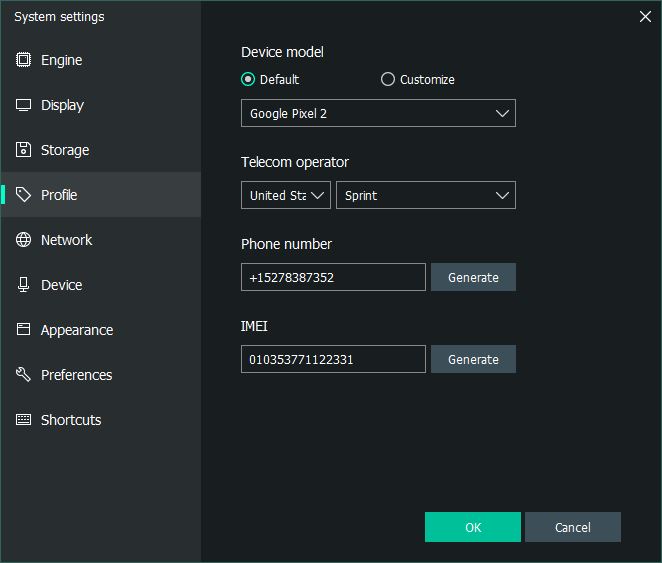 System settings
Engine
Display
Storage
Profile
Network
Device
Appearance
Preferences
Shortcuts
Device model
Default Customize
Google Pixel 2
Telecom operator
United Sta Sprint
Phone number
+15278387352 Generate
IMEI
010353771122331 Generate
OK Cancel